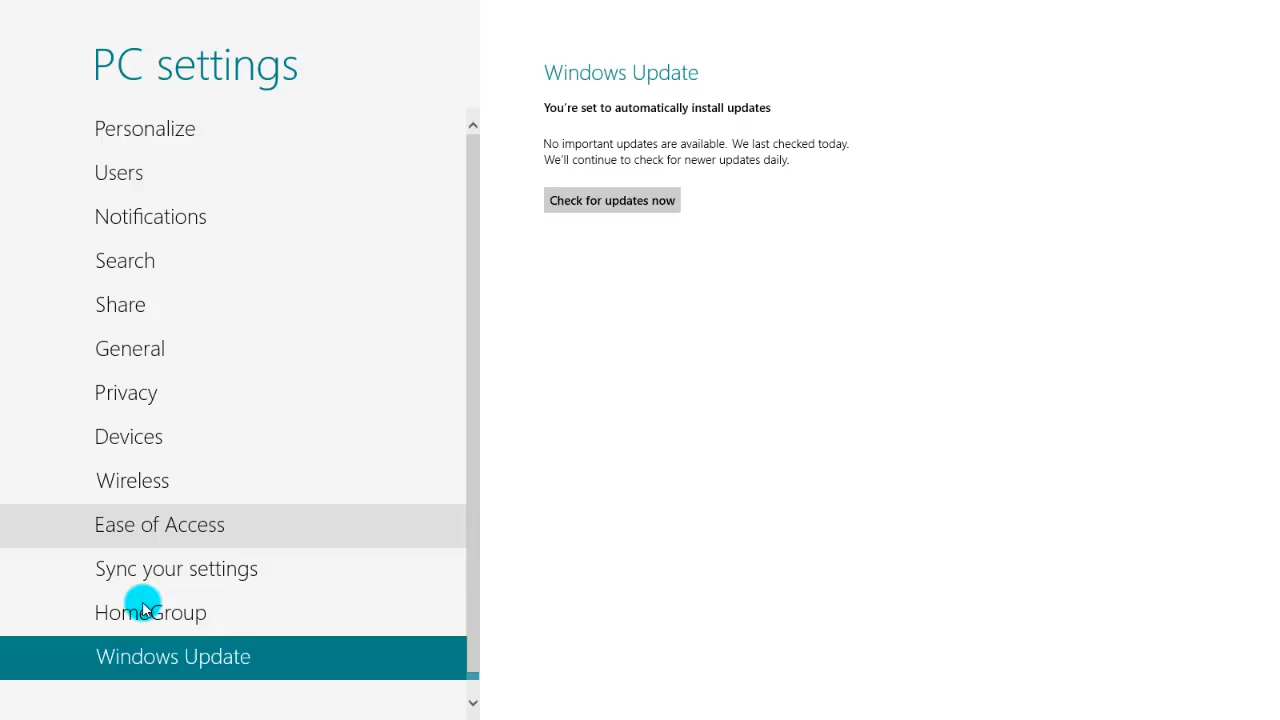 PC settings
Personalize
Users
Notifications
Search
Share
General
Privacy
Devices
Wireless
Ease of Access
Sync your settings
HomeGroup
Windows Update
Windows Update
You're set to automatically install updates
No important updates are available. We last checked today.
We'll continue to check for newer updates daily.
Check for updates now